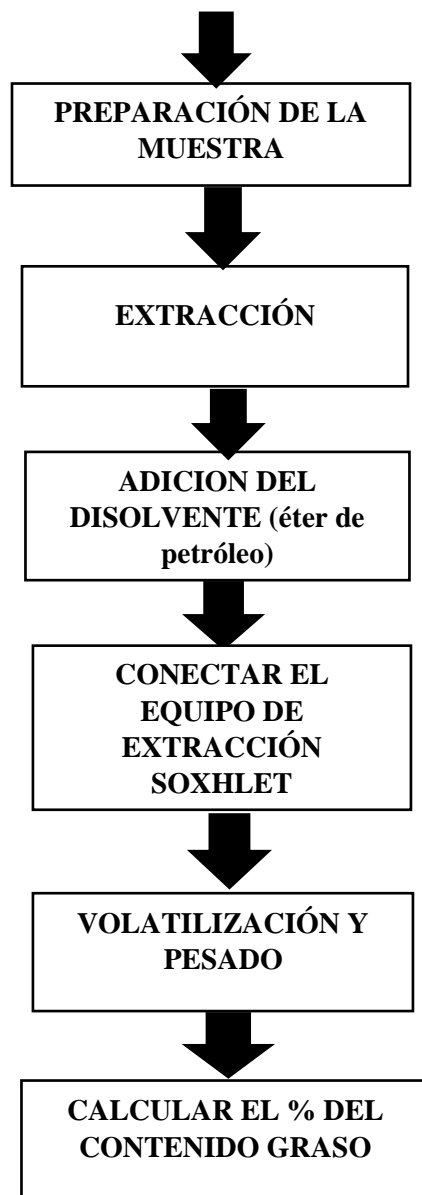 PREPARACIÓN DE LA
MUESTRA
EXTRACCIÓN
ADICION DEL
DISOLVENTE (éter de
petróleo)
CONECTAR EL
EQUIPO DE
EXTRACCIÓN
SOXHLET
VOLATILIZACIÓN Y
PESADO
CALCULAR EL % DEL
CONTENIDO GRASO